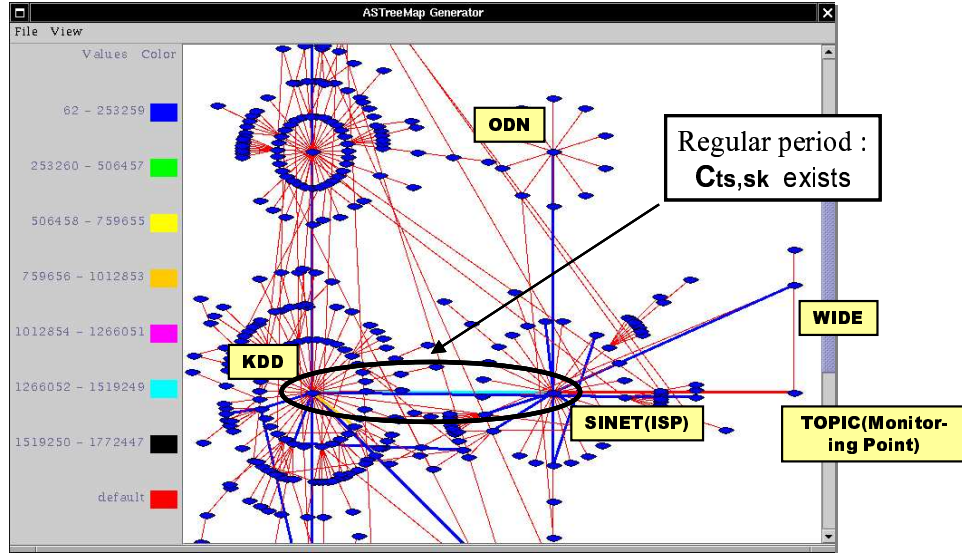 ASTreeMap Generator
File View
Values Color
62 - 253259
253260 - 506457
506458 - 759655
759656 - 1012853
1012854 - 1266051
1266052 - 1519249
1519250 - 1772447
default
ODN
Regular period :
Cts,sk exists
WIDE
KDD
SINET(ISP)
TOPIC(Monitor-
ing Point)